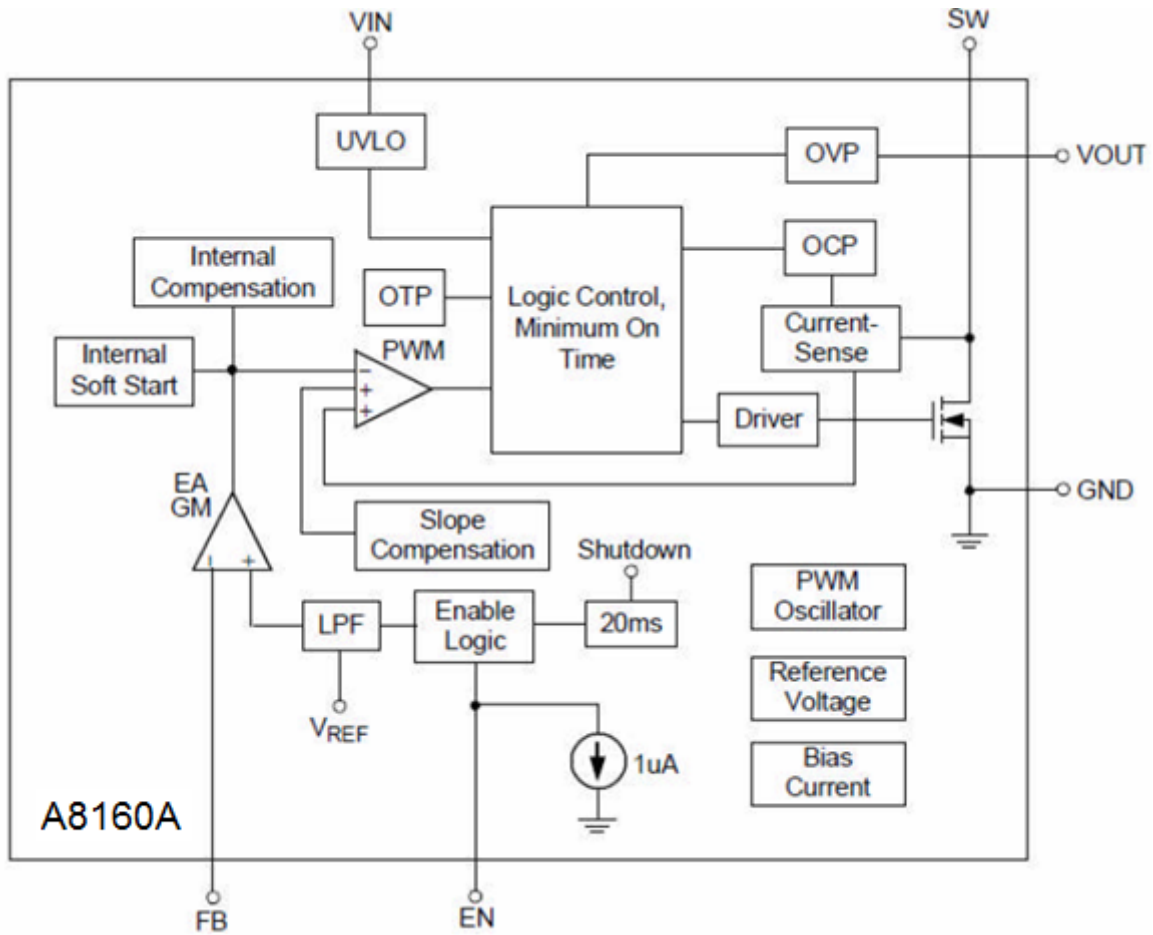 VIN
SW
UVLO
OVP
VOUT
Internal
Compensation
OCP
OTP
Logic Control,
Minimum On
Time
Current-
Sense
Internal
Soft Start
PWM
−
+
+
Driver
EA
GM
GND
Slope
Compensation
Shutdown
−
+
LPF
Enable
Logic
20ms
PWM
Oscillator
Reference
Voltage
VREF
1uA
Bias
Current
A8160A
FB
EN